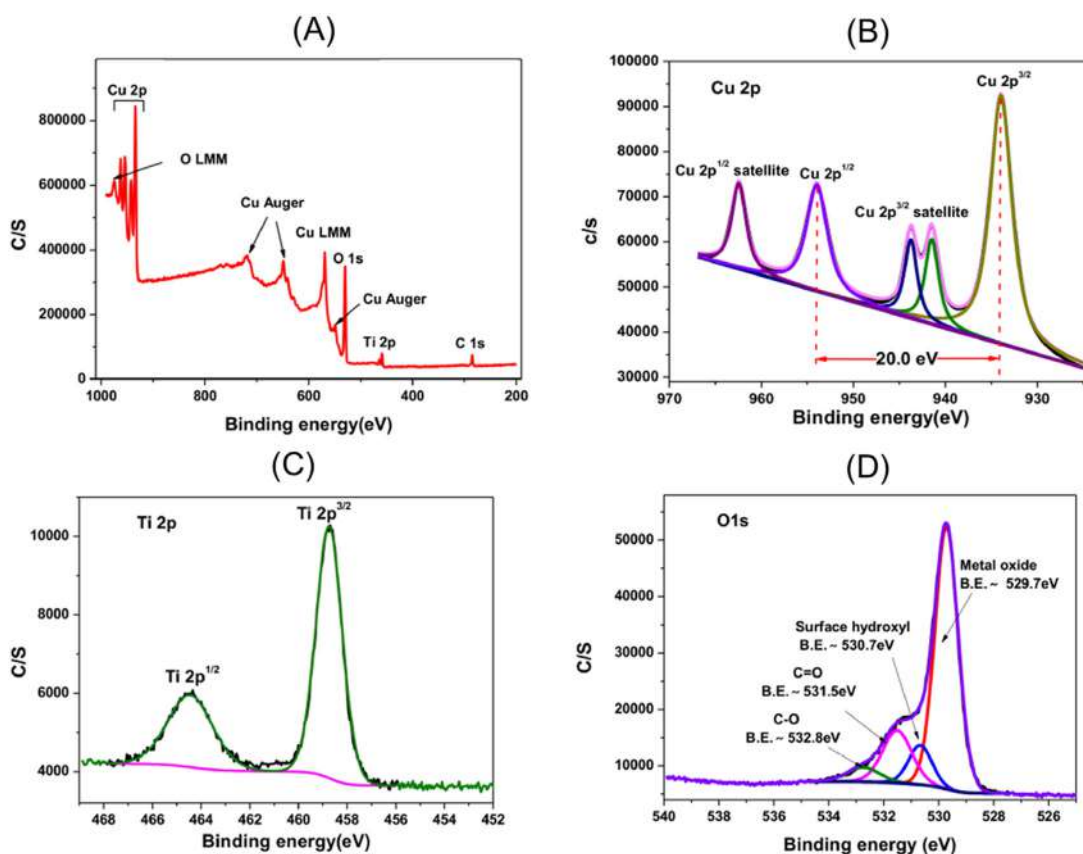 (A)
Cu 2p
O LMM
Cu Auger
Cu LMM
O 1s
Cu Auger
Ti 2p
C 1s
800000
600000
400000
200000
0
1000
800
600
400
200
C/S
Binding energy(eV)
(B)
Cu 2p
Cu 2p3/2
Cu 2p1/2 satellite
Cu 2p1/2
Cu 2p3/2 satellite
20.0 eV
100000
90000
80000
70000
60000
50000
40000
30000
970
960
950
940
930
c/s
Binding energy(eV)
(C)
Ti 2p
Ti 2p3/2
Ti 2p1/2
10000
8000
6000
4000
468
466
464
462
460
458
456
454
452
C/S
Binding energy(eV)
(D)
O1s
Metal oxide
B.E. ~ 529.7eV
Surface hydroxyl
B.E. ~ 530.7eV
C=O
B.E. ~ 531.5eV
C-O
B.E. ~ 532.8eV
50000
40000
30000
20000
10000
0
540
538
536
534
532
530
528
526
C/S
Binding energy (eV)